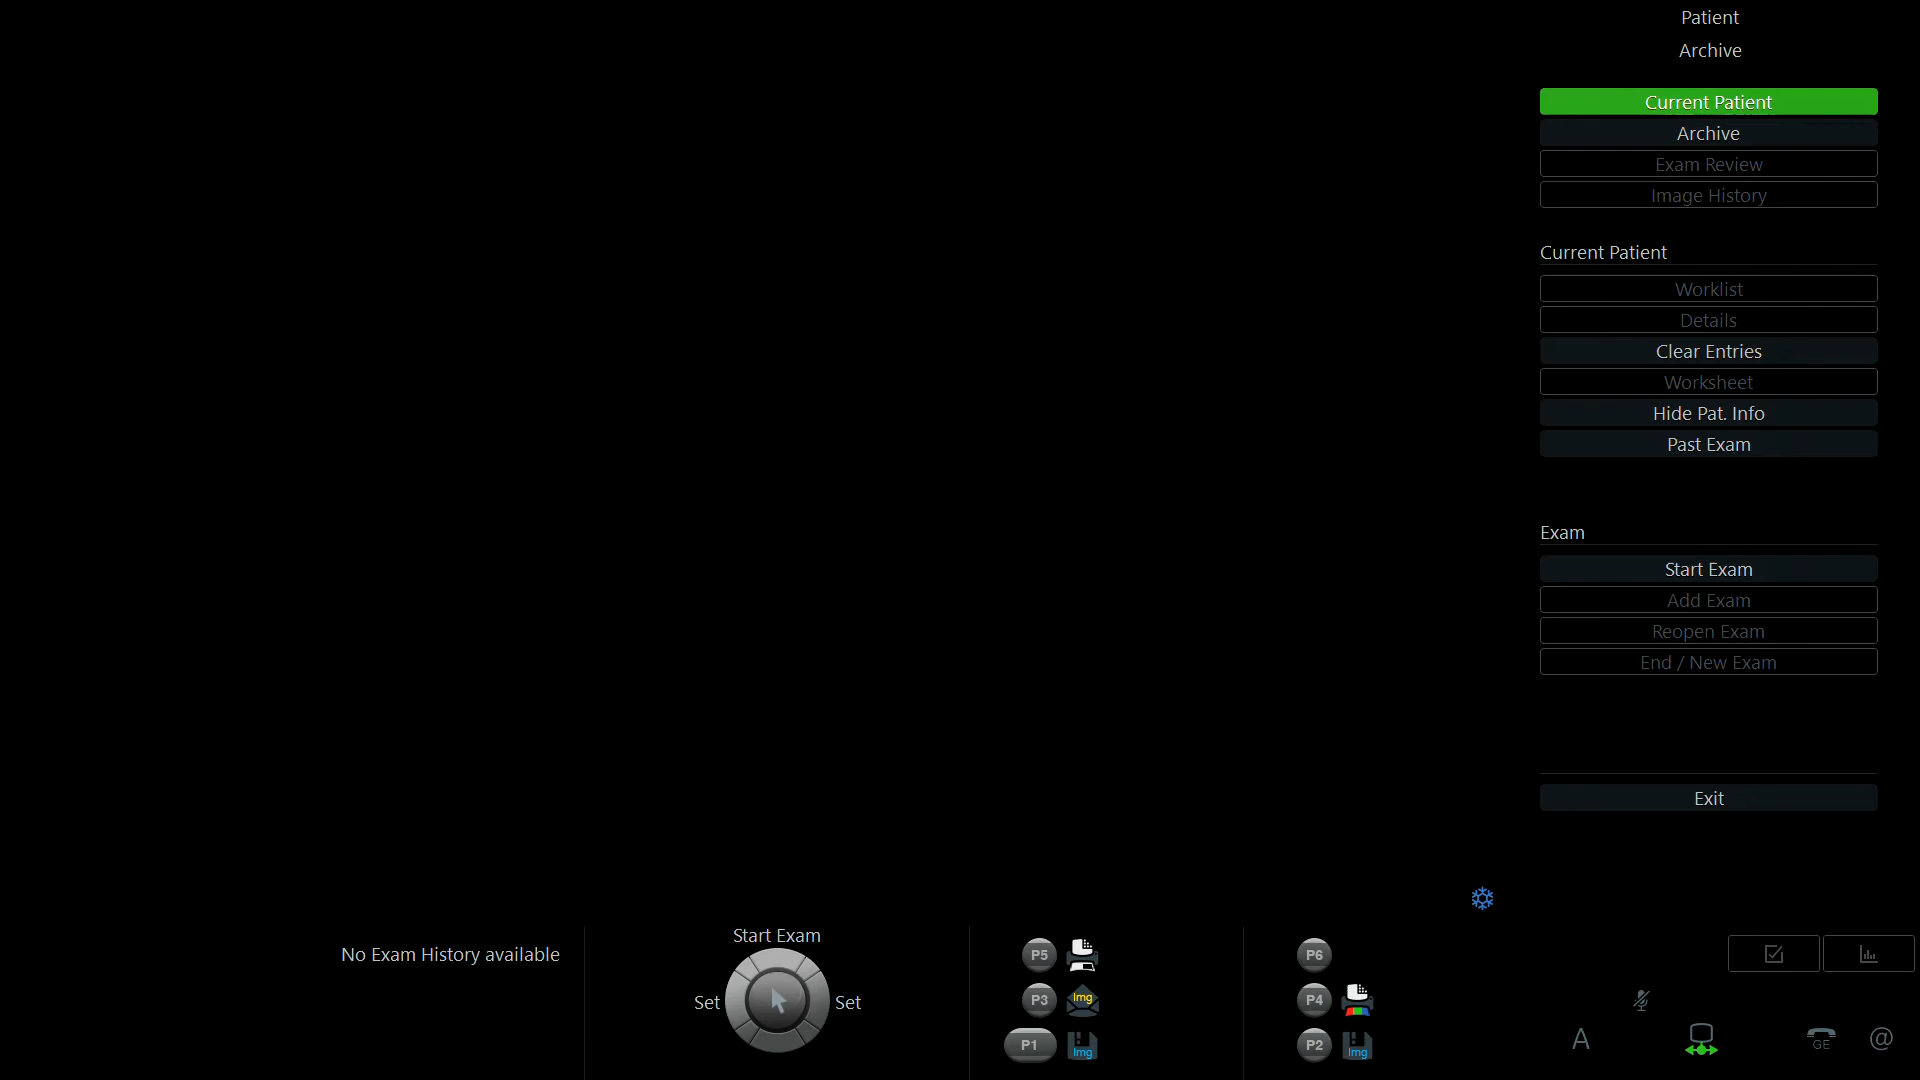 Patient
Archive
Current Patient
Archive
Exam Review
Image History
Current Patient
Worklist
Details
Clear Entries
Worksheet
Hide Pat. Info
Past Exam
Exam
Start Exam
Add Exam
Reopen Exam
End / New Exam
Exit
No Exam History available
Start Exam
Set
Set
P5
P3
Img
P1
Img
P6
P4
P2
Img
A
GE
@